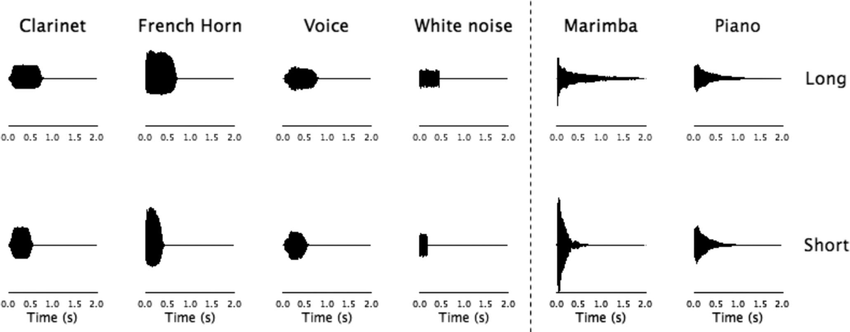 Clarinet French Horn Voice White noise Marimba Piano
Long
0.0 0.5 1.0 1.5 2.0 0.0 0.5 1.0 1.5 2.0 0.0 0.5 1.0 1.5 2.0 0.0 0.5 1.0 1.5 2.0 0.0 0.5 1.0 1.5 2.0 0.0 0.5 1.0 1.5 2.0
Short
0.0 0.5 1.0 1.5 2.0 0.0 0.5 1.0 1.5 2.0 0.0 0.5 1.0 1.5 2.0 0.0 0.5 1.0 1.5 2.0 0.0 0.5 1.0 1.5 2.0 0.0 0.5 1.0 1.5 2.0
Time (s) Time (s) Time (s) Time (s) Time (s) Time (s)